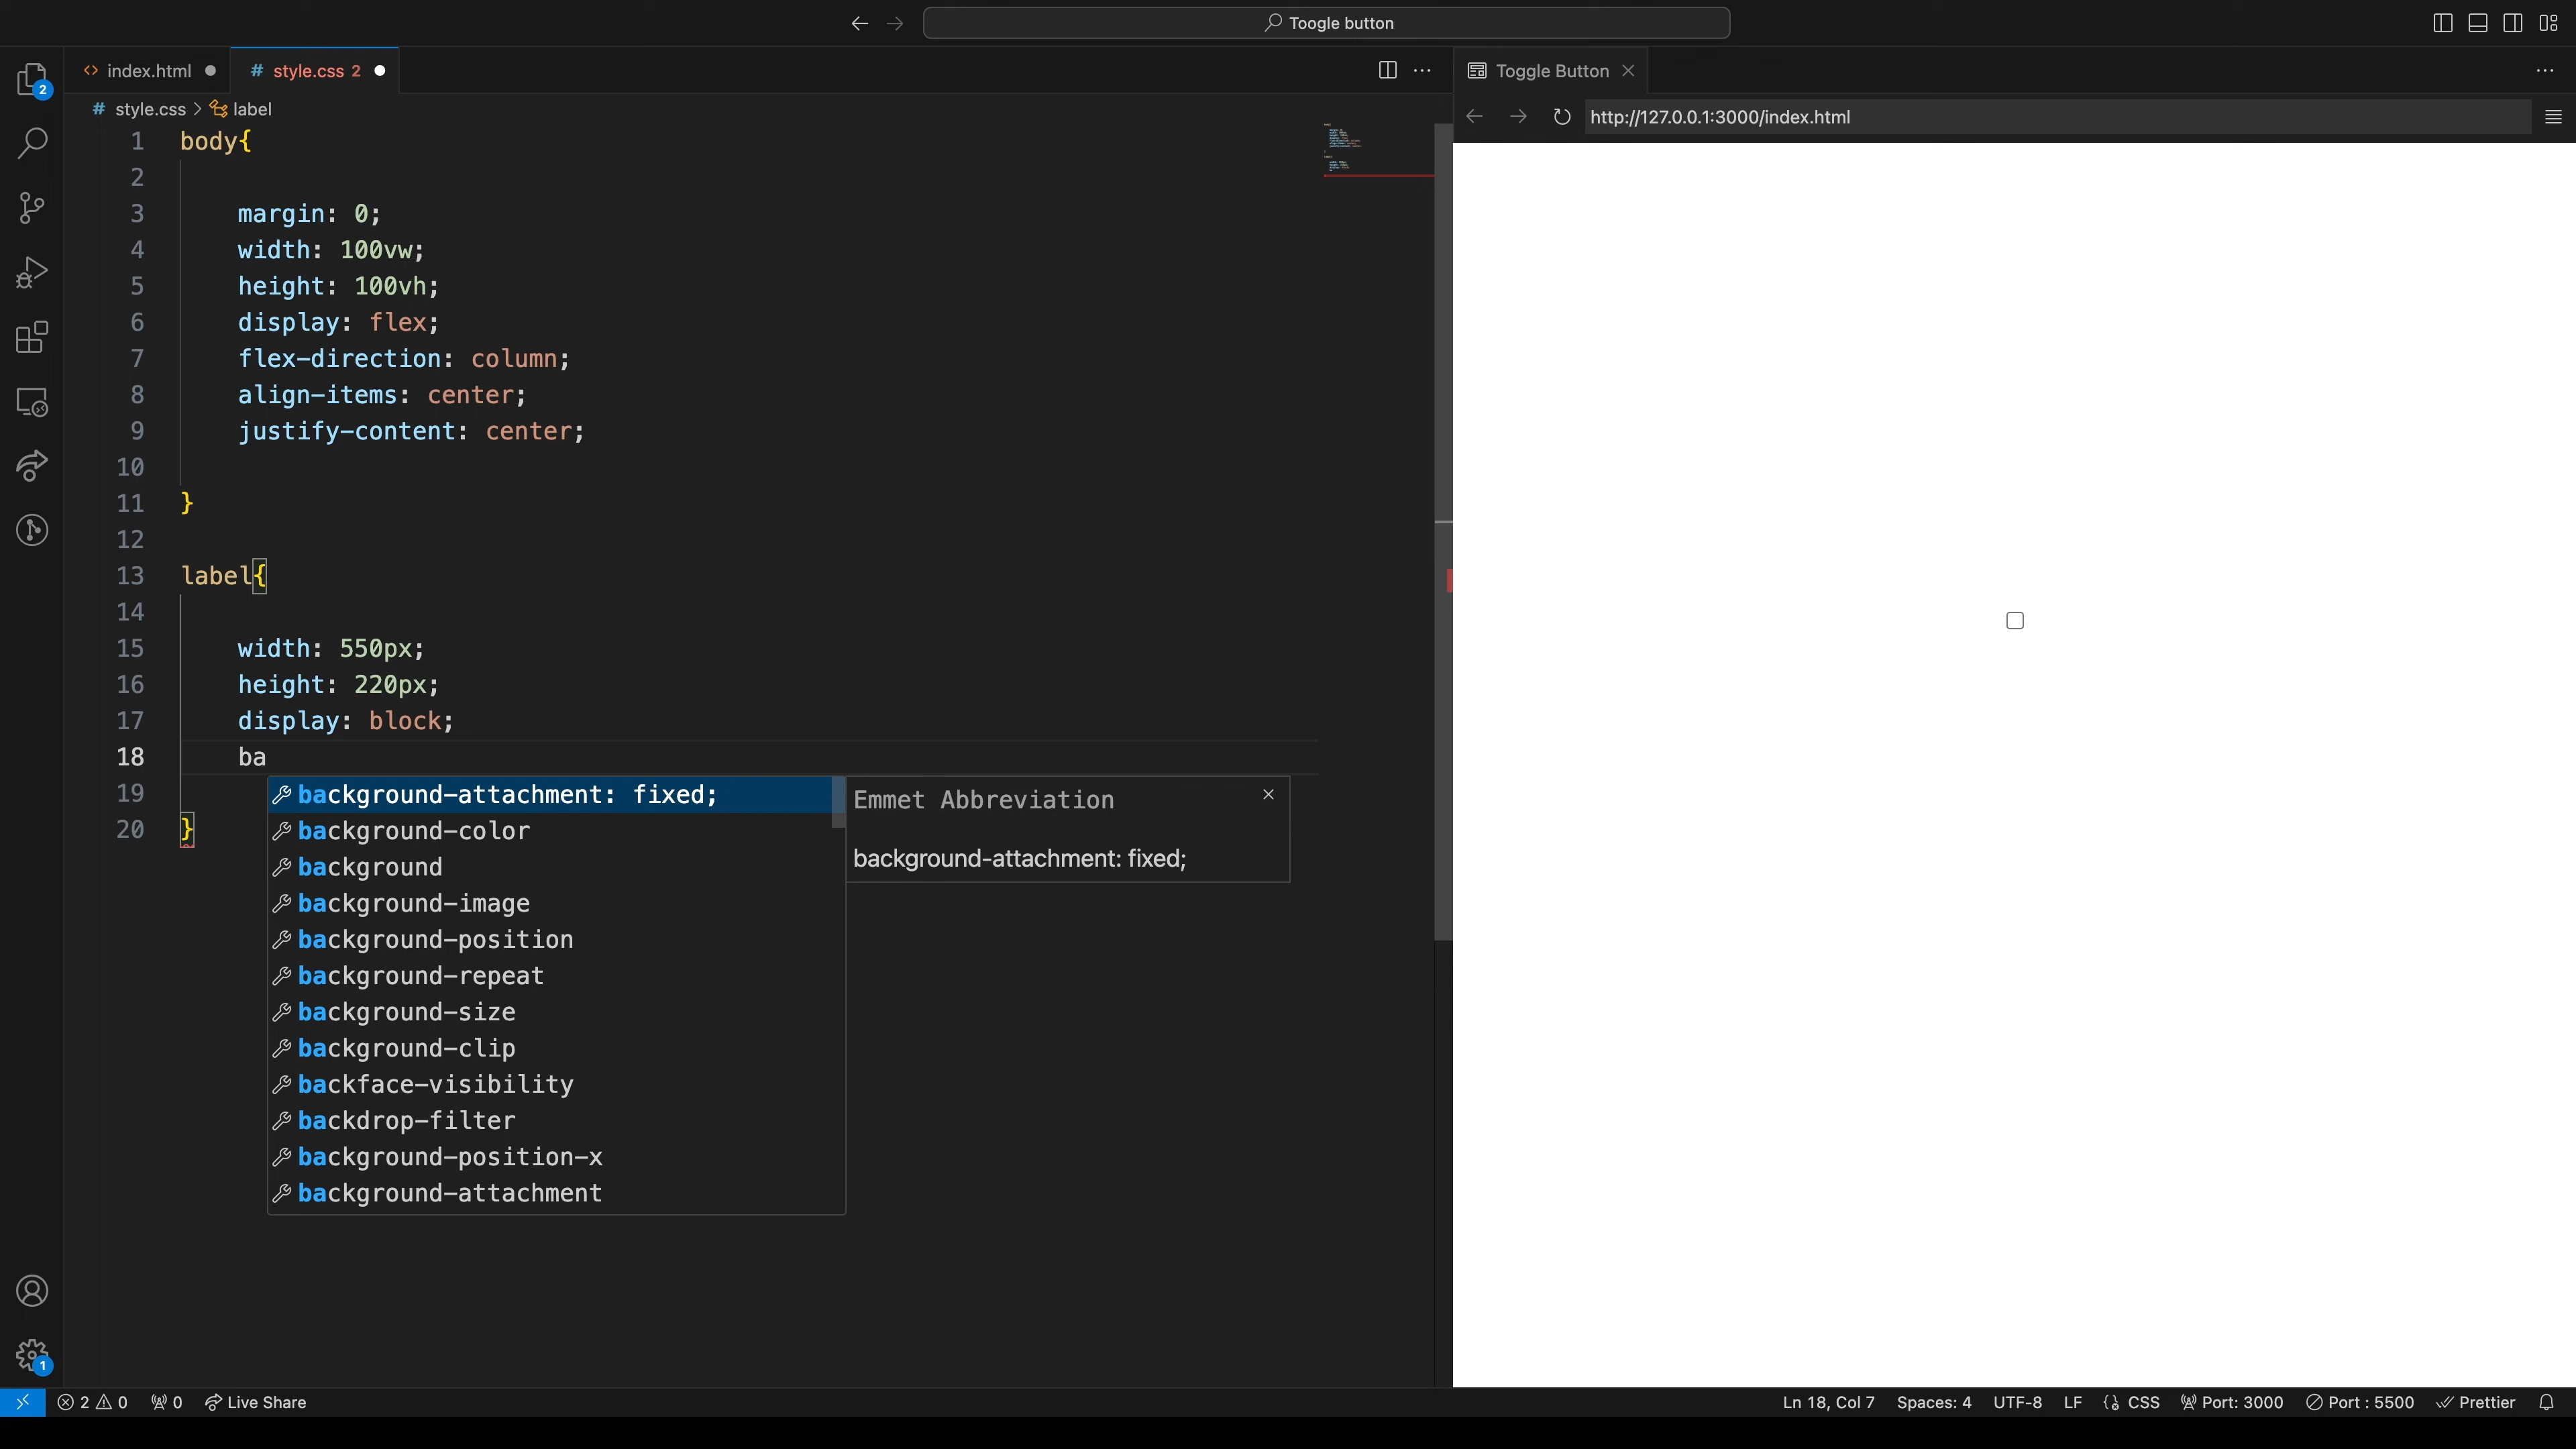 Toogle button
index.html
# style.css 2
Toggle Button
# style.css > label
http://127.0.0.1:3000/index.html
2
1 body{
2
3 margin: 0;
4 width: 100vw;
5 height: 100vh;
6 display: flex;
7 flex-direction: column;
8 align-items: center;
9 justify-content: center;
10
11 }
12
13 label{
14
15 width: 550px;
16 height: 220px;
17 display: block;
18 ba
19
20 }
background-attachment: fixed;
background-color
background
background-image
background-position
background-repeat
background-size
background-clip
backface-visibility
backdrop-filter
background-position-x
background-attachment
Emmet Abbreviation
background-attachment: fixed;
1
2 0 0 Live Share Ln 18, Col 7 Spaces: 4 UTF-8 LF CSS Port: 3000 Port : 5500 Prettier